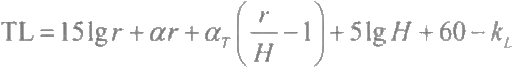 TL = 15lg r + αr + α_T (r/H − 1) + 5lg H + 60 − k_L